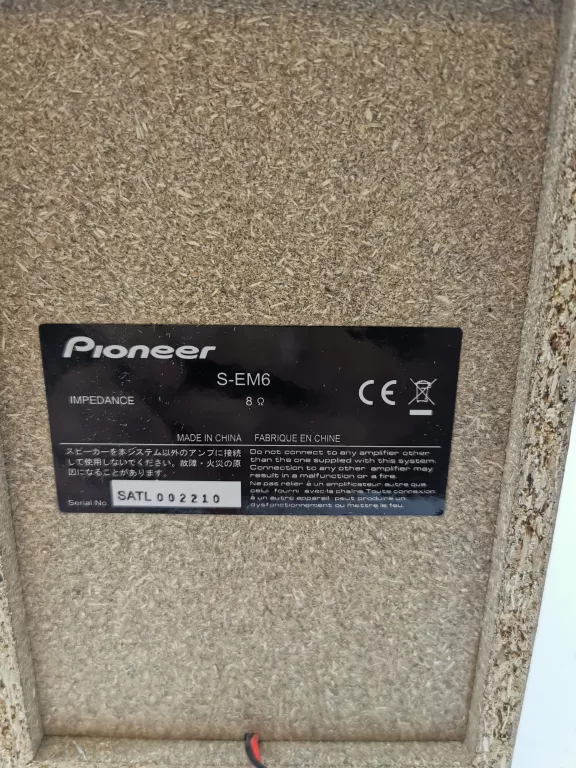 Pioneer
S-EM6
IMPEDANCE 8 Ω
CE
MADE IN CHINA FABRIQUE EN CHINE
スピーカーを本システム以外のアンプに接続
して使用しないでください。故障・火災の原
因になることがあります。
Serial No. SATL 002210
Do not connect to any amplifier other
than the one supplied with this system.
Connection to any other amplifier may
result in a malfunction or a fire.
Ne pas relier à un amplificateur autre que
celui fourni avec la chaîne. Toute connexion
à un autre appareil peut produire un
dysfonctionnement ou mettre le feu.